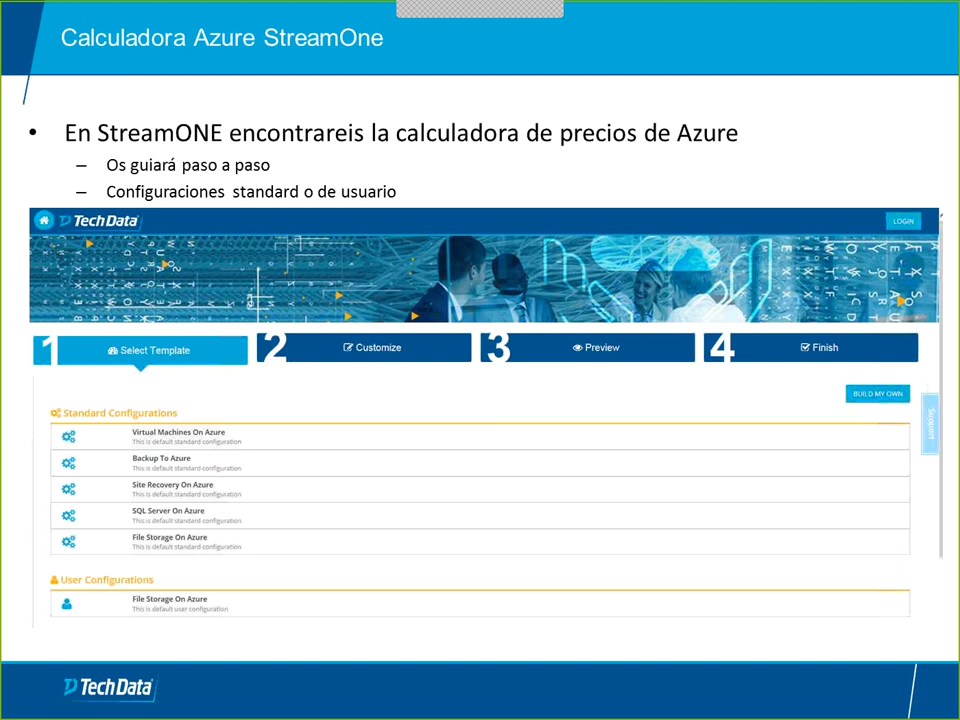 Calculadora Azure StreamOne
• En StreamONE encontrareis la calculadora de precios de Azure
– Os guiará paso a paso
– Configuraciones standard o de usuario
TechData
LOGIN
1 Select Template
2 Customize
3 Preview
4 Finish
BUILD MY OWN
Support
Standard Configurations
Virtual Machines On Azure
This is default standard configuration
Backup To Azure
This is default standard configuration
Site Recovery On Azure
This is default standard configuration
SQL Server On Azure
This is default standard configuration
File Storage On Azure
This is default standard configuration
User Configurations
File Storage On Azure
This is default user configuration
TechData